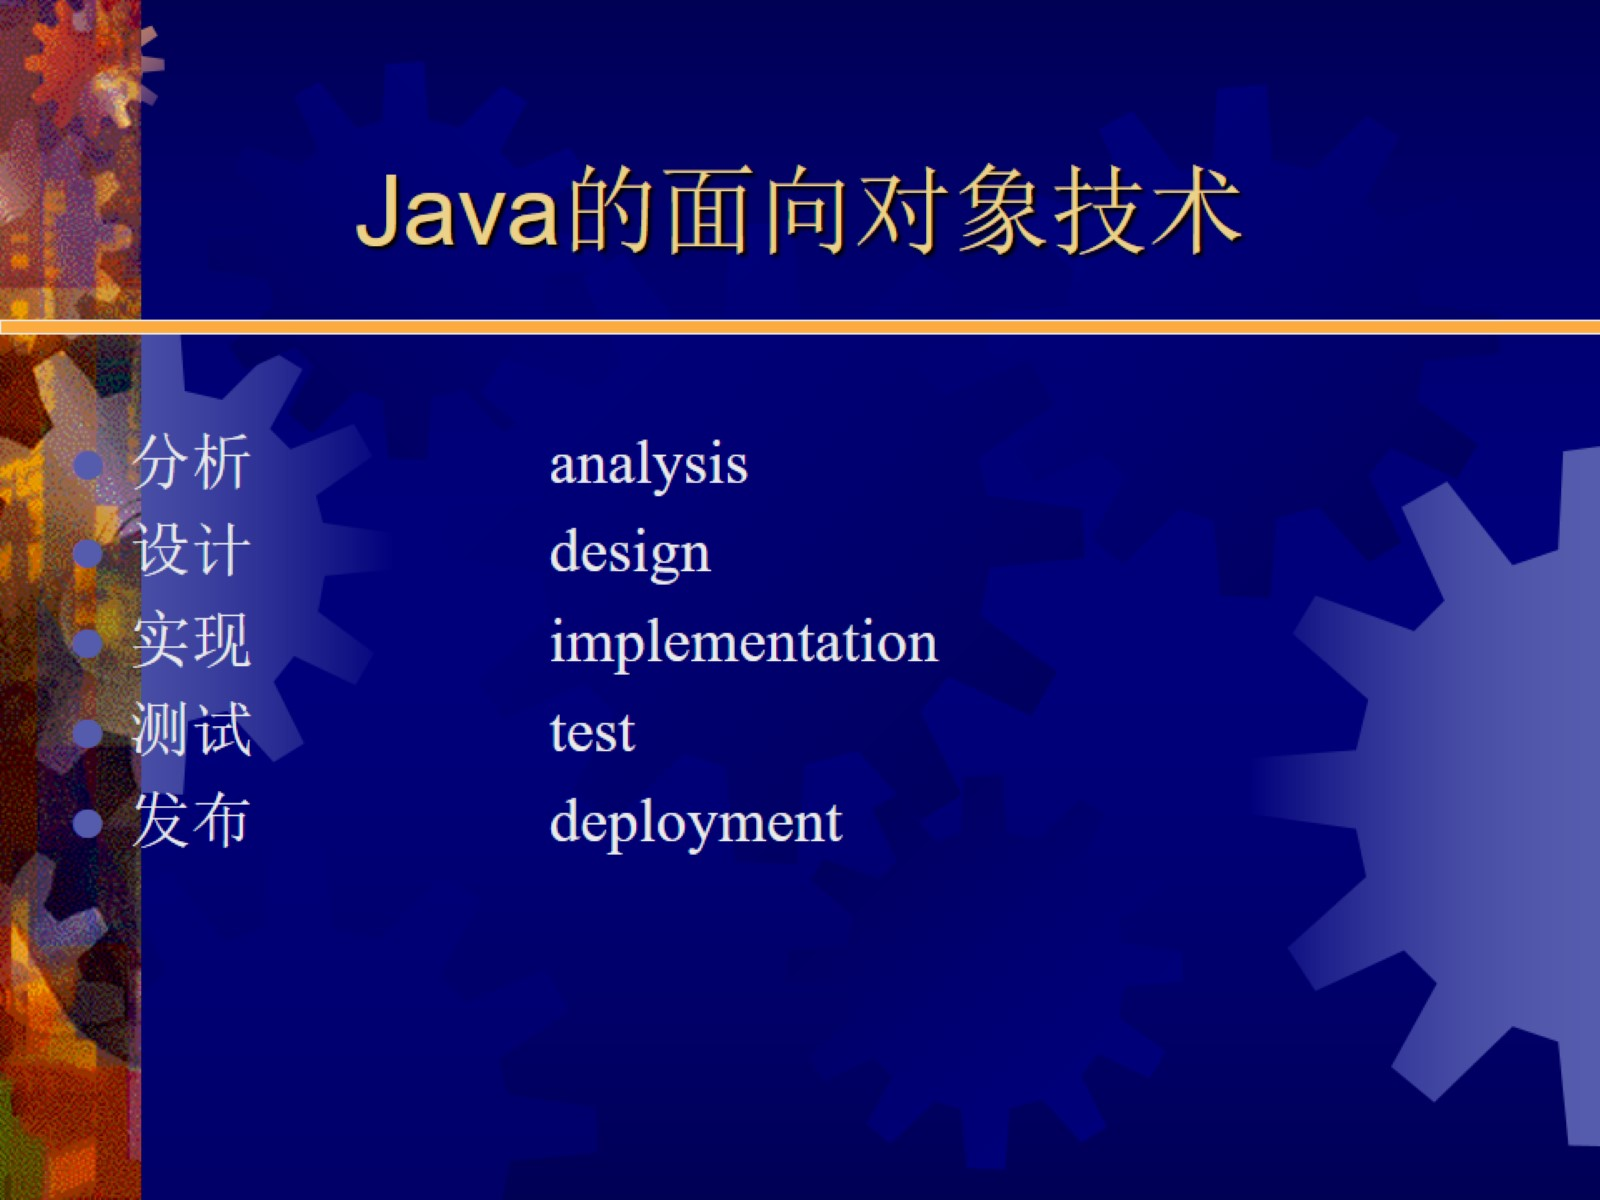 Java的面向对象技术
分析 analysis
设计 design
实现 implementation
测试 test
发布 deployment